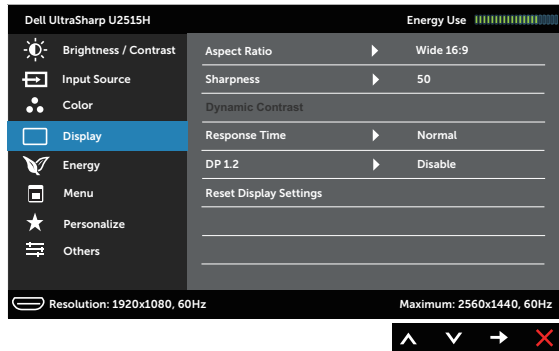 Dell UltraSharp U2515H Energy Use
Brightness / Contrast
Input Source
Color
Display
Energy
Menu
Personalize
Others
Aspect Ratio Wide 16:9
Sharpness 50
Dynamic Contrast
Response Time Normal
DP 1.2 Disable
Reset Display Settings
Resolution: 1920x1080, 60Hz Maximum: 2560x1440, 60Hz